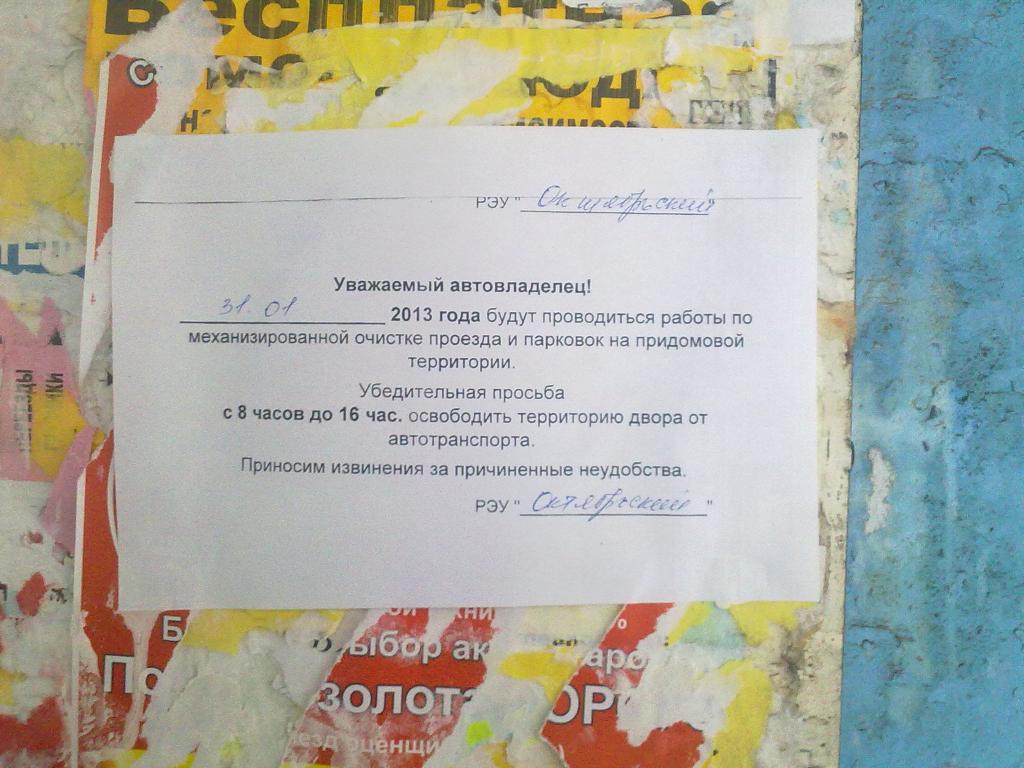 РЭУ " Октябрьский
Уважаемый автовладелец!
31.01 2013 года будут проводиться работы по
механизированной очистке проезда и парковок на придомовой
территории.
Убедительная просьба
с 8 часов до 16 час. освободить территорию двора от
автотранспорта.
Приносим извинения за причиненные неудобства.
РЭУ " Октябрьский "
золота